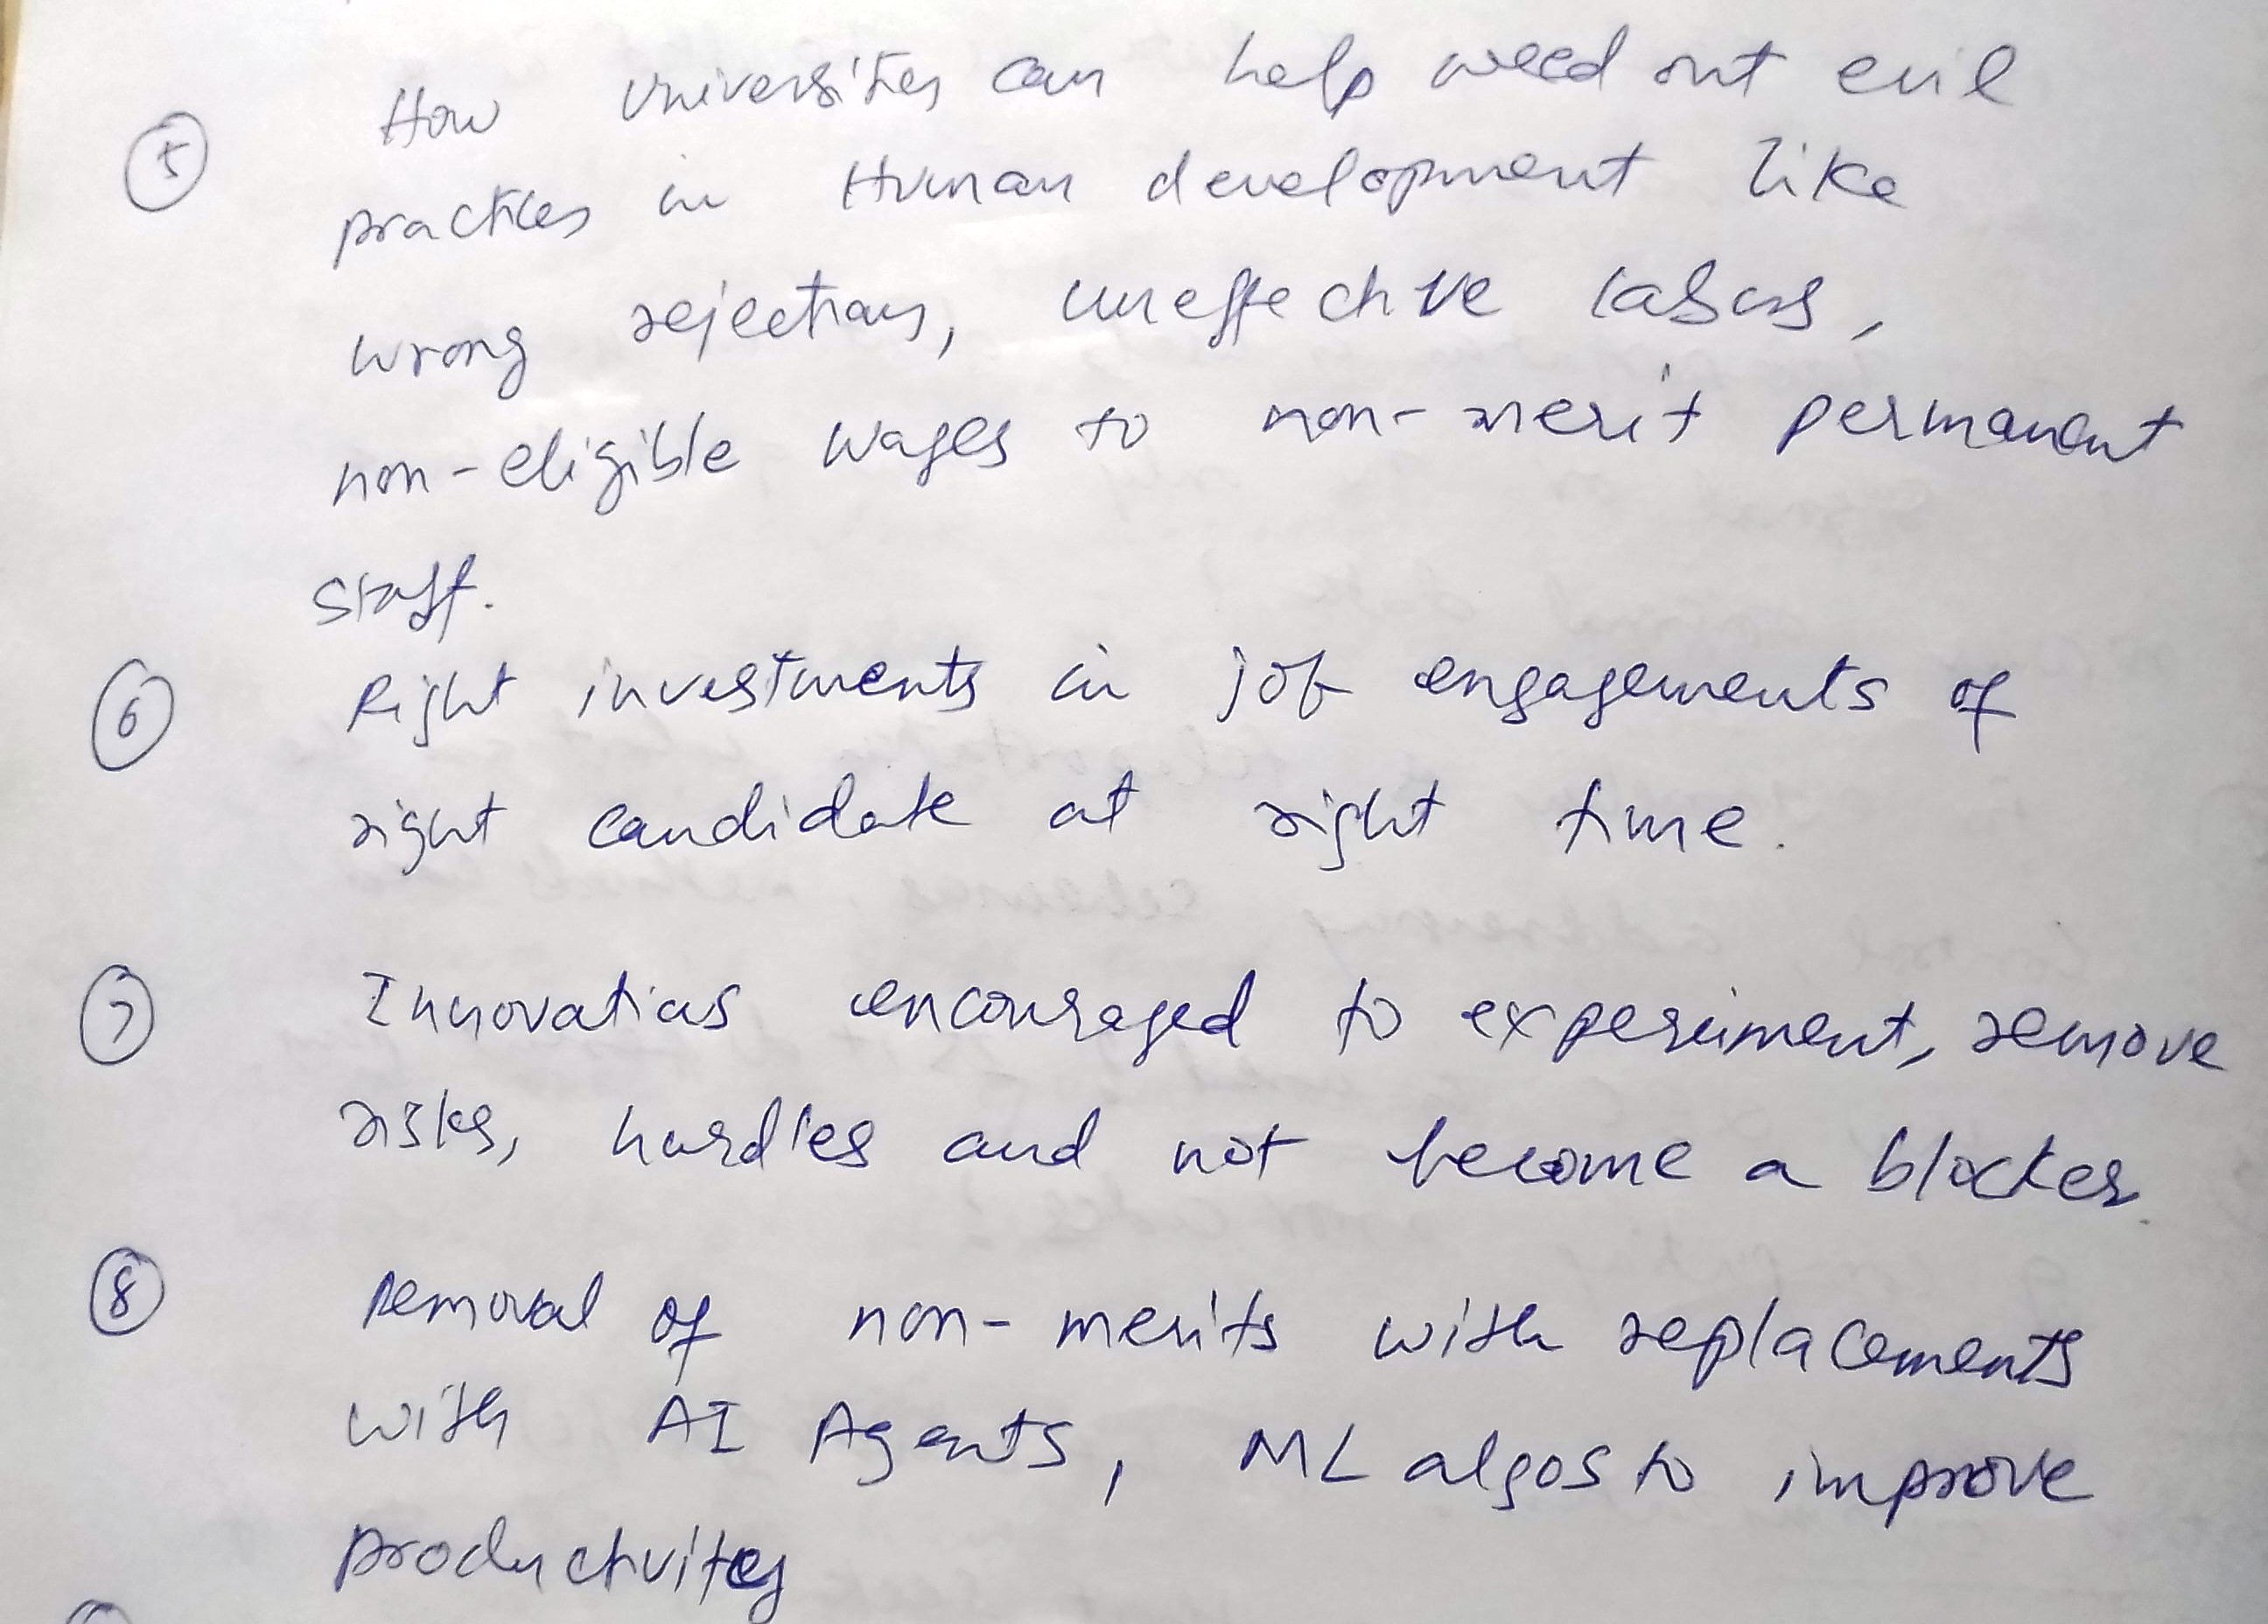 ⑤ How universities can help weed out evil
practices in Human development like
wrong rejections, uneffective labors,
non-eligible wages to non-merit permanent
staff.
⑥ Right investments in job engagements of
right candidate at right time.
⑦ Innovations encouraged to experiment, remove
risks, hurdles and not become a blocker.
⑧ Removal of non-merits with replacements
with AI Agents, ML algos to improve
productivity